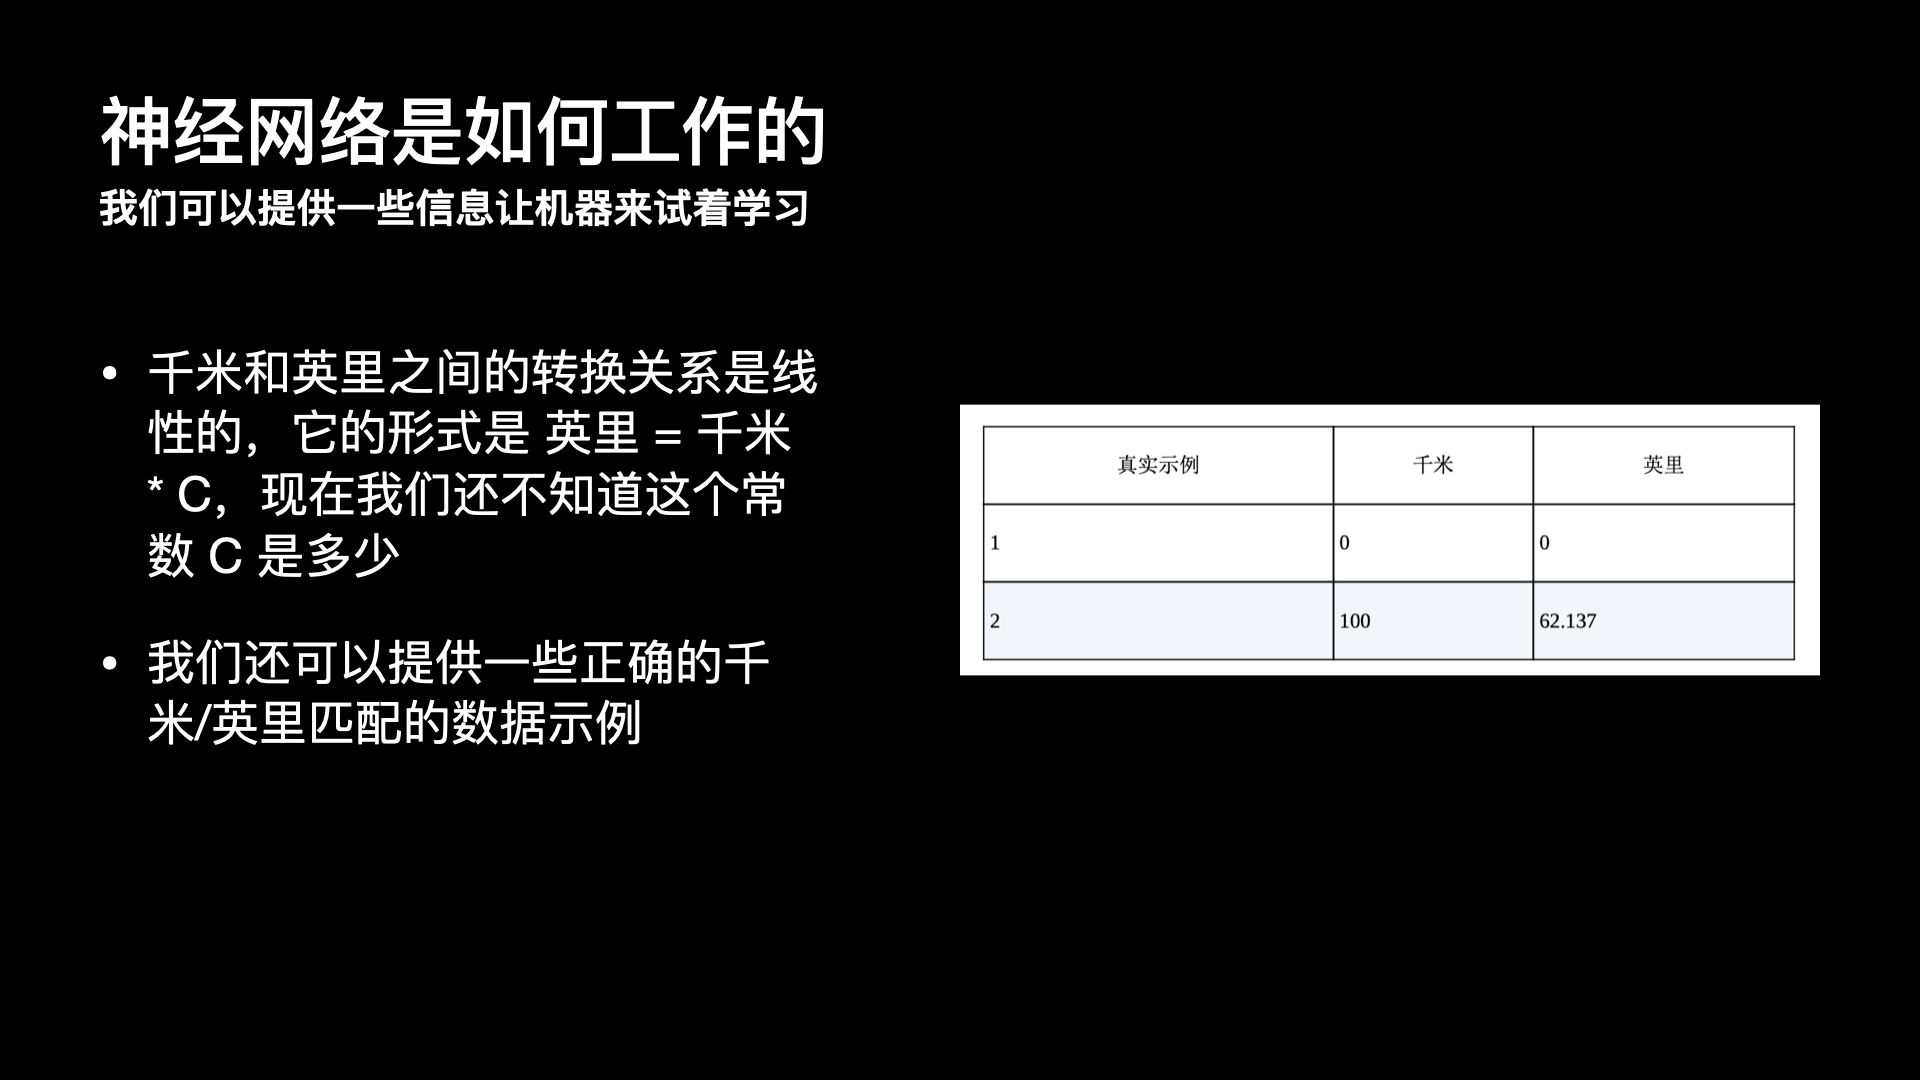 神经网络是如何工作的
我们可以提供一些信息让机器来试着学习
• 千米和英里之间的转换关系是线
性的，它的形式是 英里 = 千米
* C，现在我们还不知道这个常
数 C 是多少
• 我们还可以提供一些正确的千
米/英里匹配的数据示例
真实示例 千米 英里
1 0 0
2 100 62.137